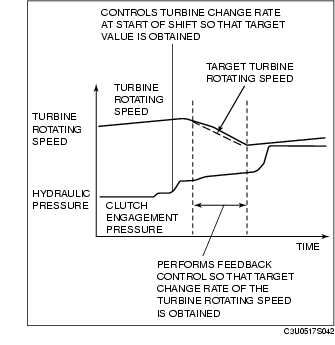 CONTROLS TURBINE CHANGE RATE
AT START OF SHIFT SO THAT TARGET
VALUE IS OBTAINED
TARGET TURBINE
ROTATING SPEED
TURBINE
ROTATING
SPEED
TURBINE
ROTATING
SPEED
HYDRAULIC
PRESSURE
CLUTCH
ENGAGEMENT
PRESSURE
TIME
PERFORMS FEEDBACK
CONTROL SO THAT TARGET
CHANGE RATE OF THE
TURBINE ROTATING SPEED
IS OBTAINED
C3U0517S042